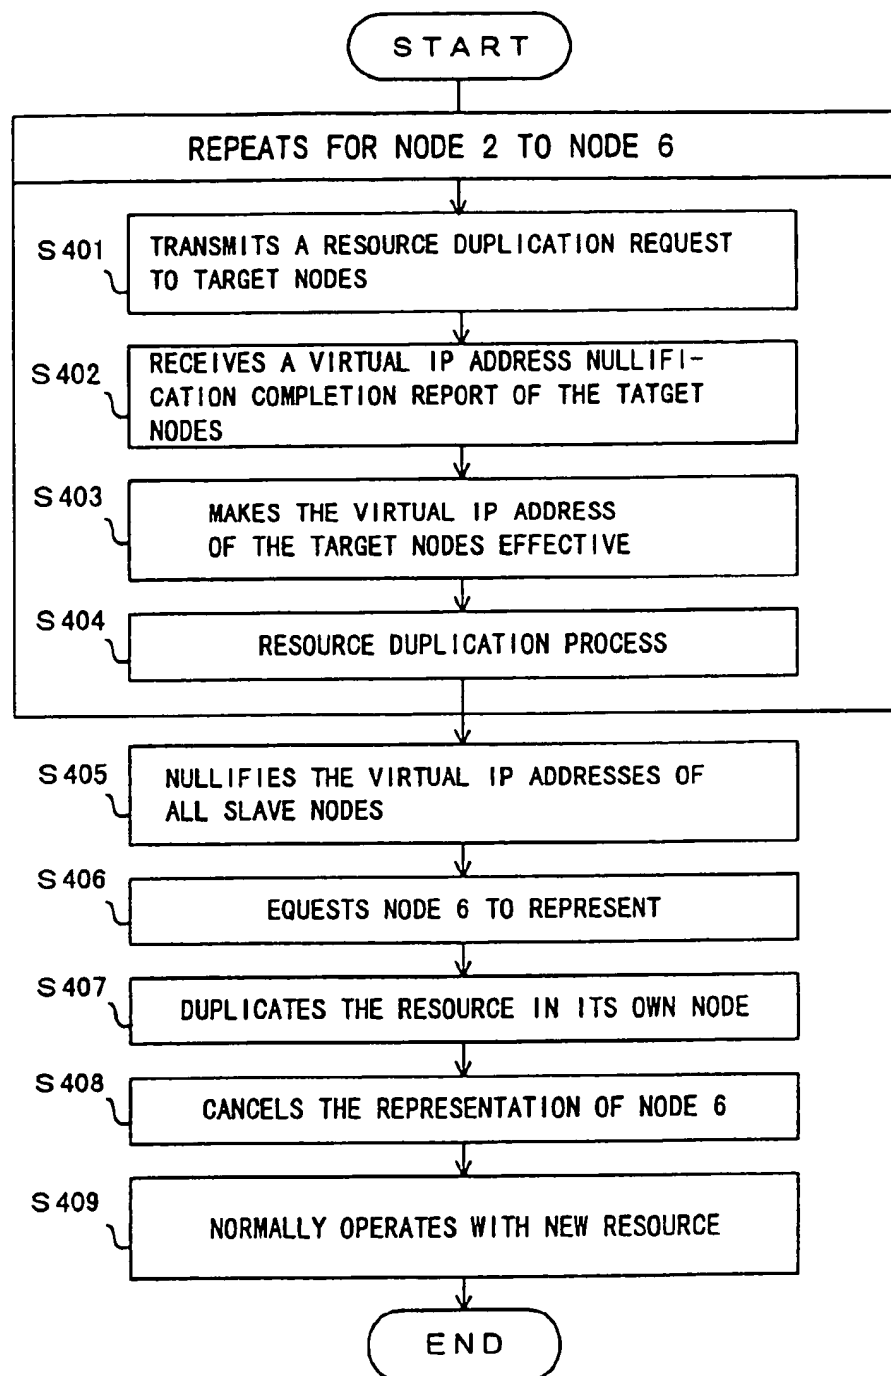 START
REPEATS FOR NODE 2 TO NODE 6
S401
TRANSMITS A RESOURCE DUPLICATION REQUEST
TO TARGET NODES
S402
RECEIVES A VIRTUAL IP ADDRESS NULLIFI-
CATION COMPLETION REPORT OF THE TATGET
NODES
S403
MAKES THE VIRTUAL IP ADDRESS
OF THE TARGET NODES EFFECTIVE
S404
RESOURCE DUPLICATION PROCESS
S405
NULLIFIES THE VIRTUAL IP ADDRESSES OF
ALL SLAVE NODES
S406
EQUESTS NODE 6 TO REPRESENT
S407
DUPLICATES THE RESOURCE IN ITS OWN NODE
S408
CANCELS THE REPRESENTATION OF NODE 6
S409
NORMALLY OPERATES WITH NEW RESOURCE
END